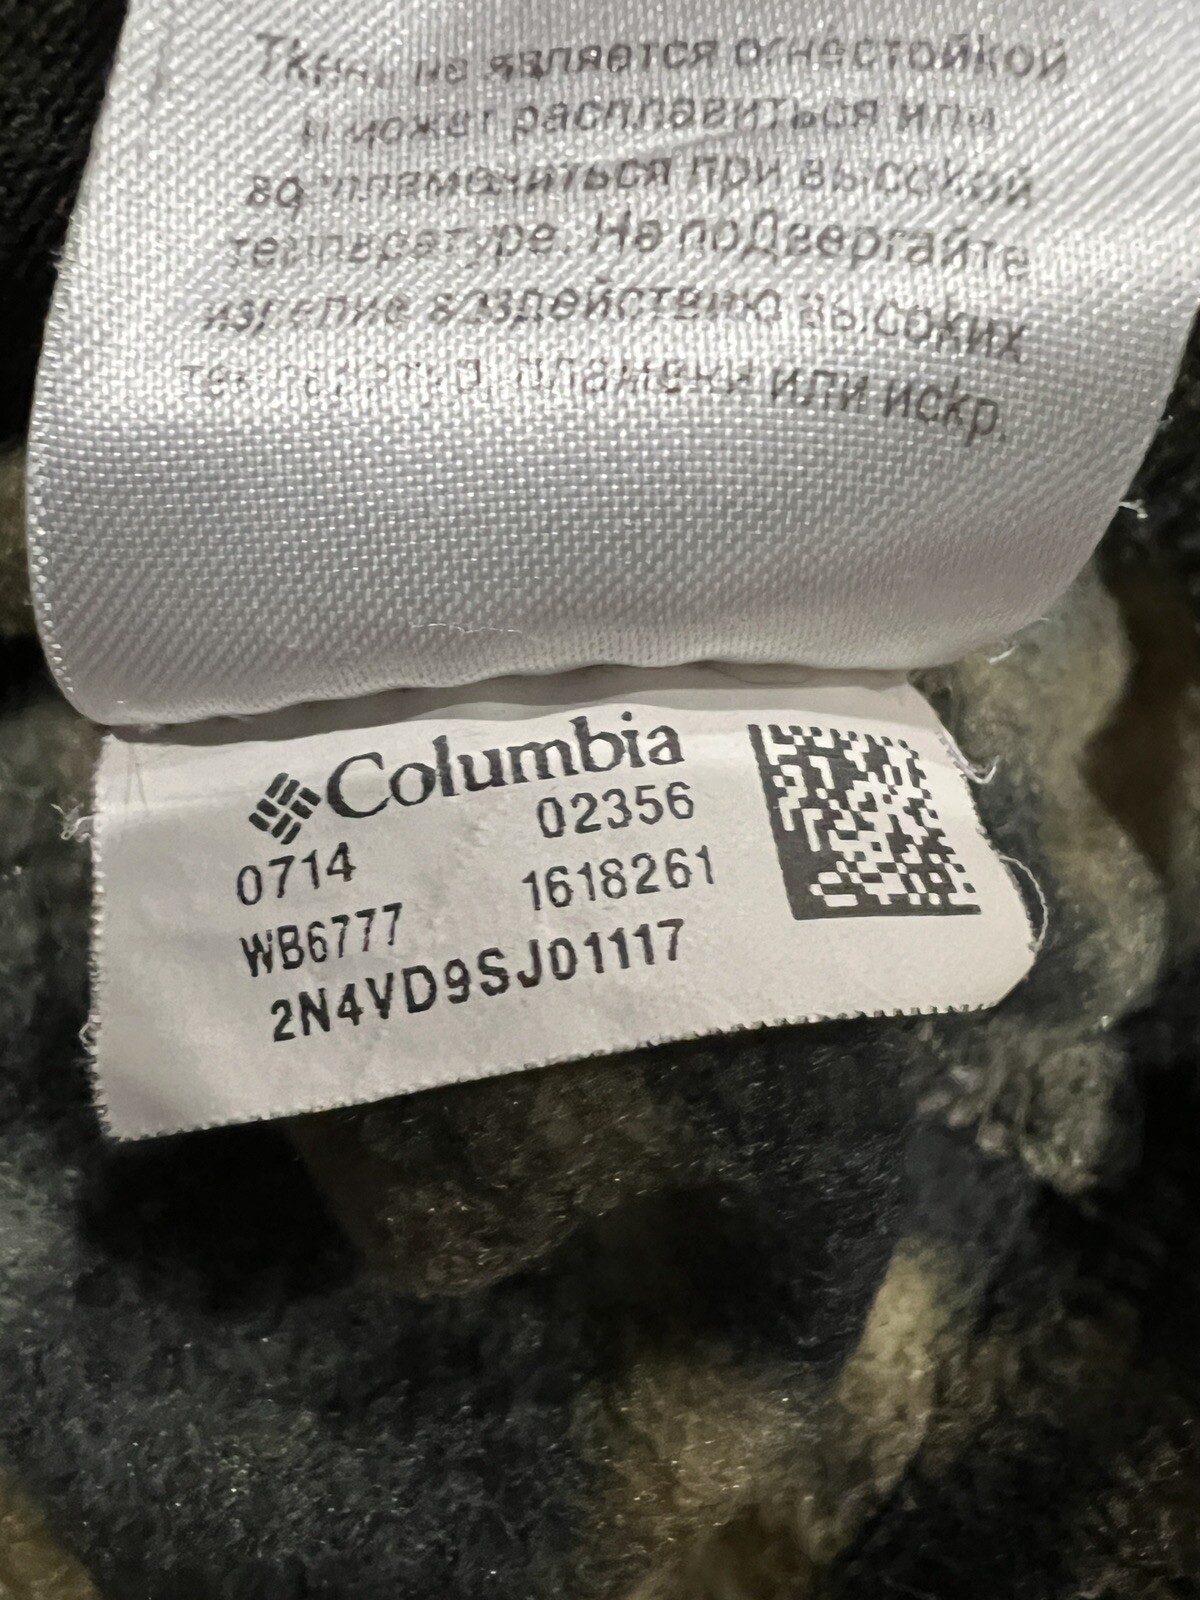 Ткань не является огнестойкой
и может расплавиться или
воспламениться при высокой
температуре. Не подвергайте
изделие воздействию высоких
температур, пламени или искр.
Columbia
02356
0714
1618261
WB6777
2N4VD9SJ01117